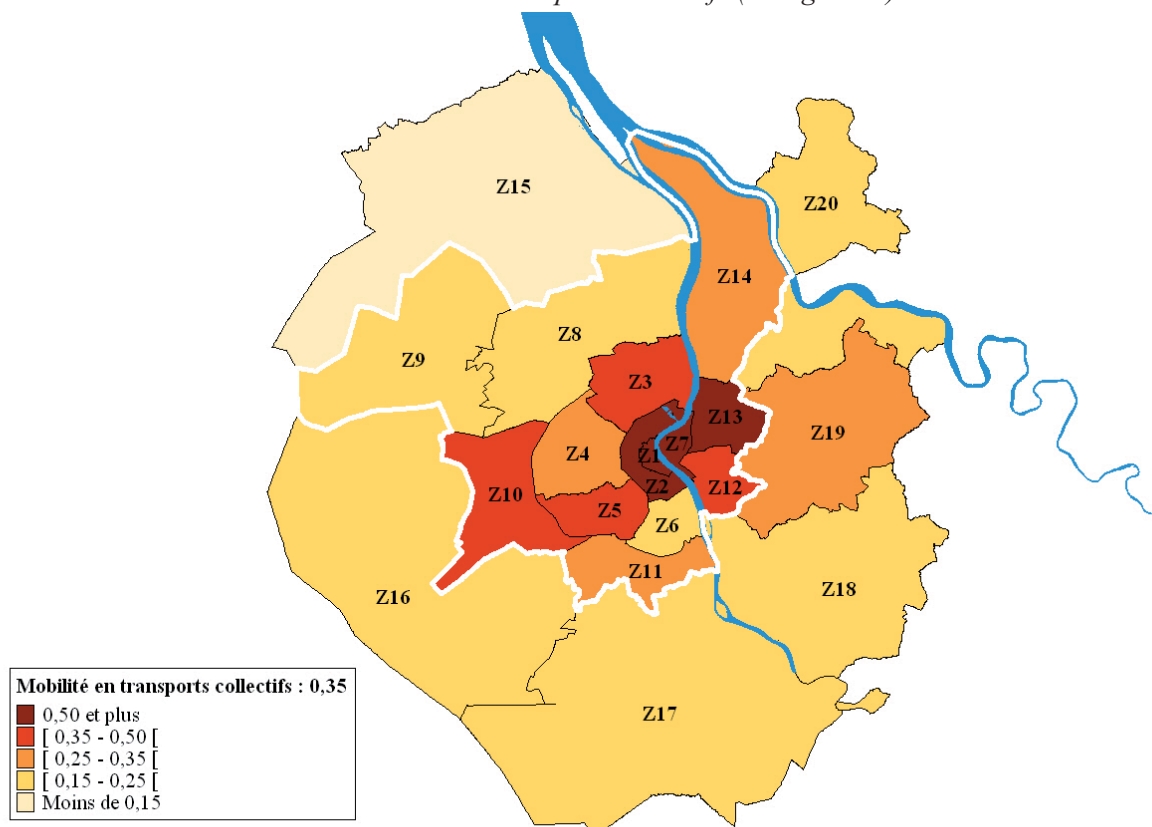 Z15
Z20
Z14
Z8
Z9
Z3
Z13
Z19
Z7
Z4
Z1
Z10
Z2
Z12
Z5
Z6
Z11
Z18
Z16
Z17
Mobilité en transports collectifs : 0,35
0,50 et plus
[ 0,35 - 0,50 [
[ 0,25 - 0,35 [
[ 0,15 - 0,25 [
Moins de 0,15